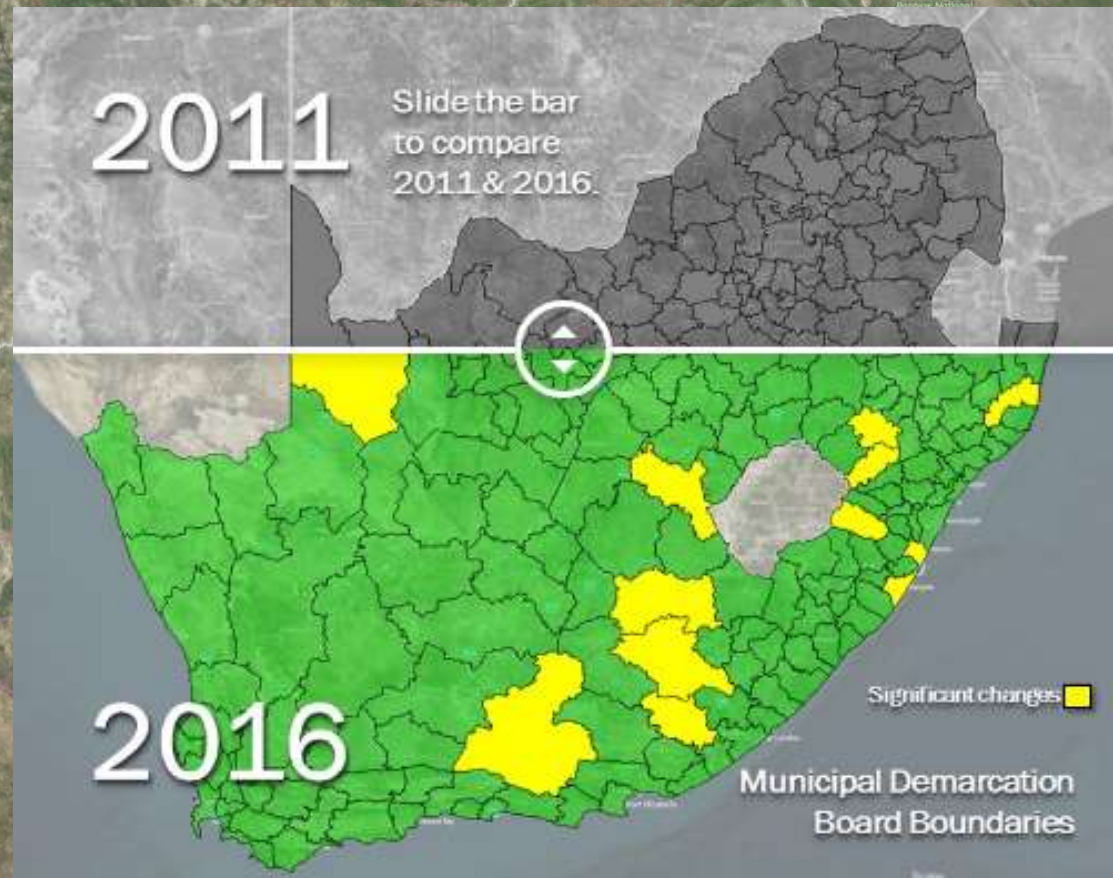 2011
Slide the bar
to compare
2011 & 2016.
2016
Significant changes
Municipal Demarcation
Board Boundaries